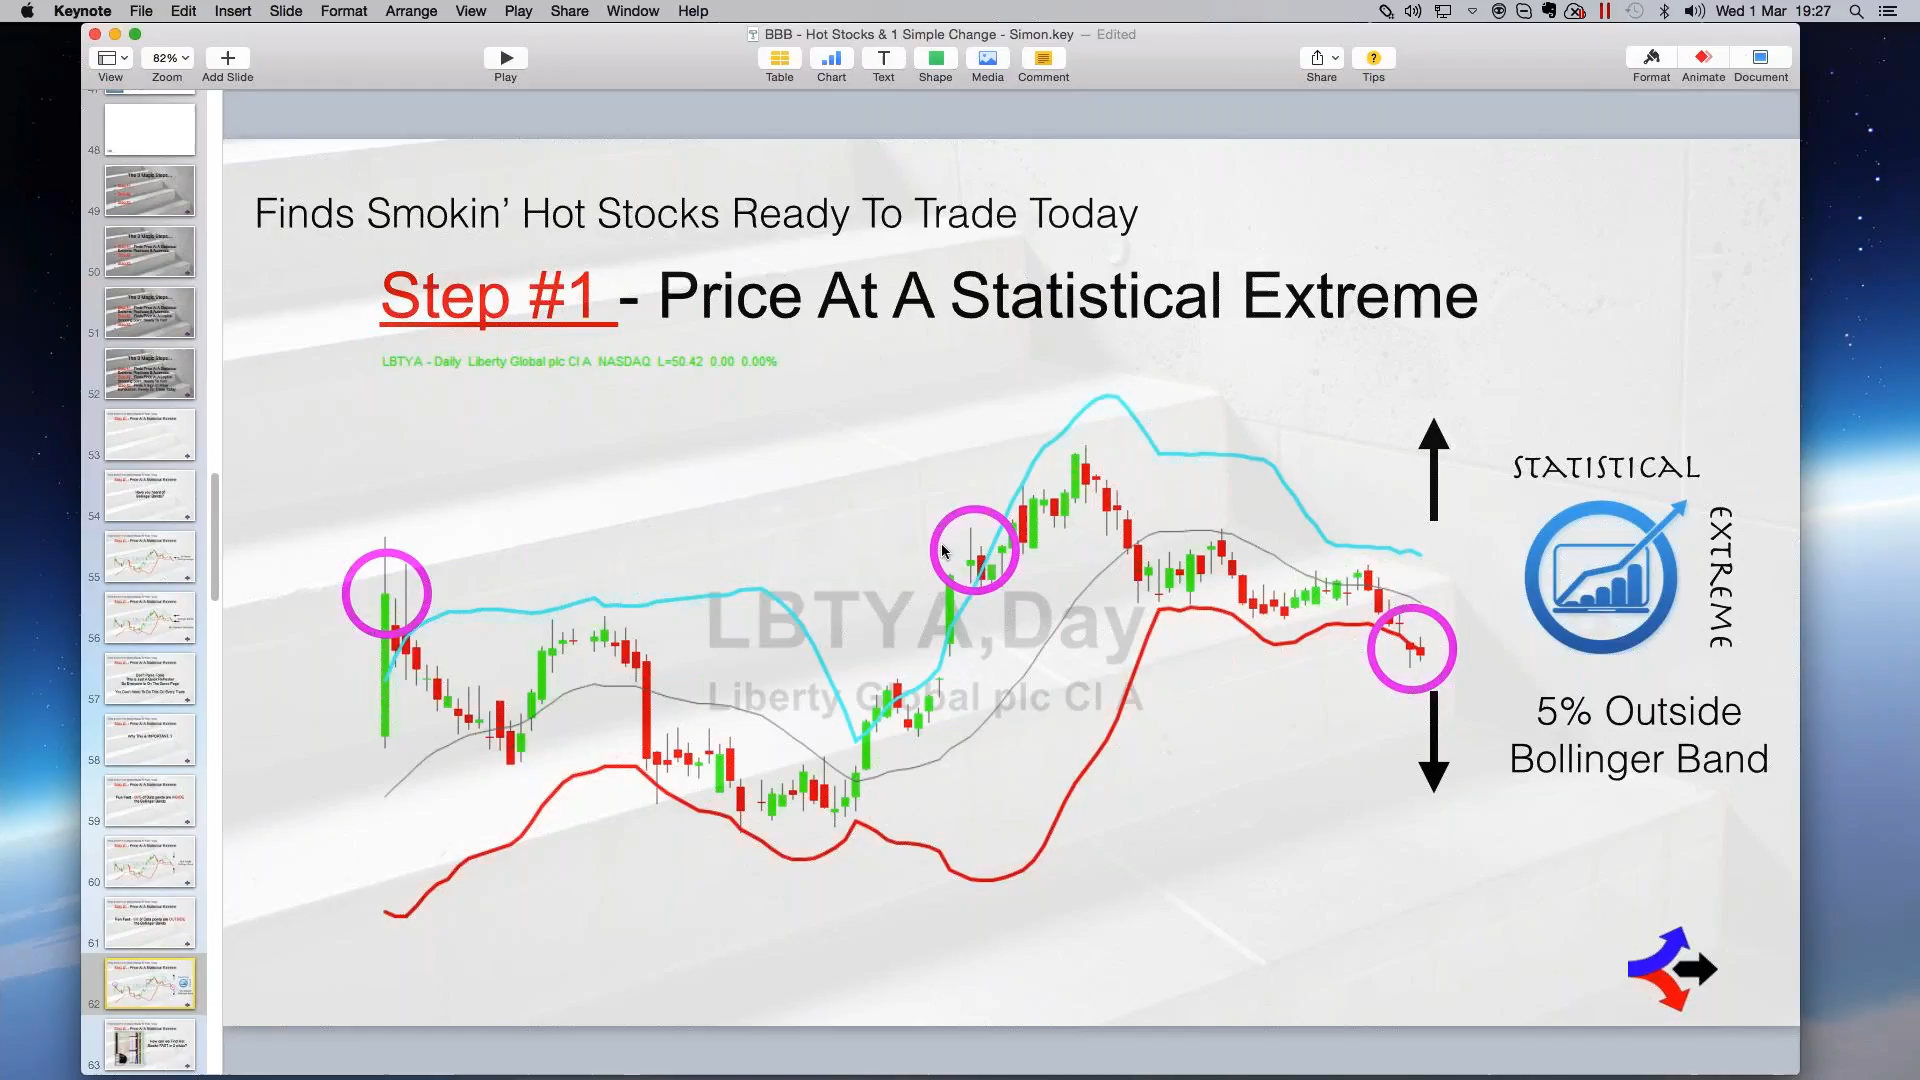 Keynote File Edit Insert Slide Format Arrange View Play Share Window Help Wed 1 Mar 19:27
BBB - Hot Stocks & 1 Simple Change - Simon.key — Edited
82%
View Zoom Add Slide Play Table Chart Text Shape Media Comment Share Tips Format Animate Document
48
49
50
51
52
53
54
55
56
57
58
59
60
61
62
63
Finds Smokin’ Hot Stocks Ready To Trade Today
Step #1 - Price At A Statistical Extreme
LBTYA - Daily Liberty Global plc Cl A NASDAQ L=50.42 0.00 0.00%
LBTYA,Day
Liberty Global plc Cl A
STATISTICAL
EXTREME
5% Outside
Bollinger Band